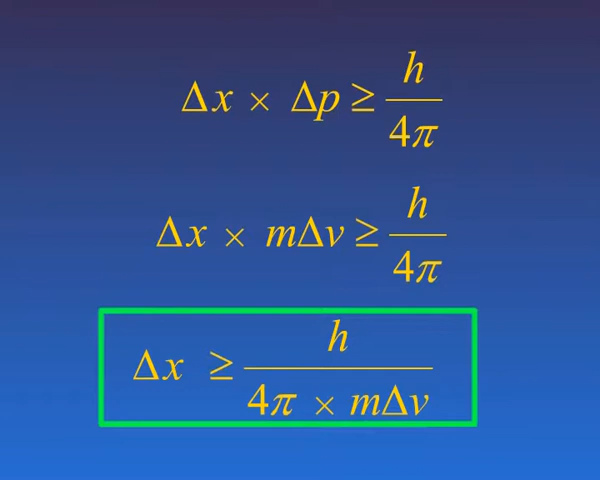 Δx × Δp ≥ h/4π
Δx × mΔv ≥ h/4π
Δx ≥ h/4π × mΔv